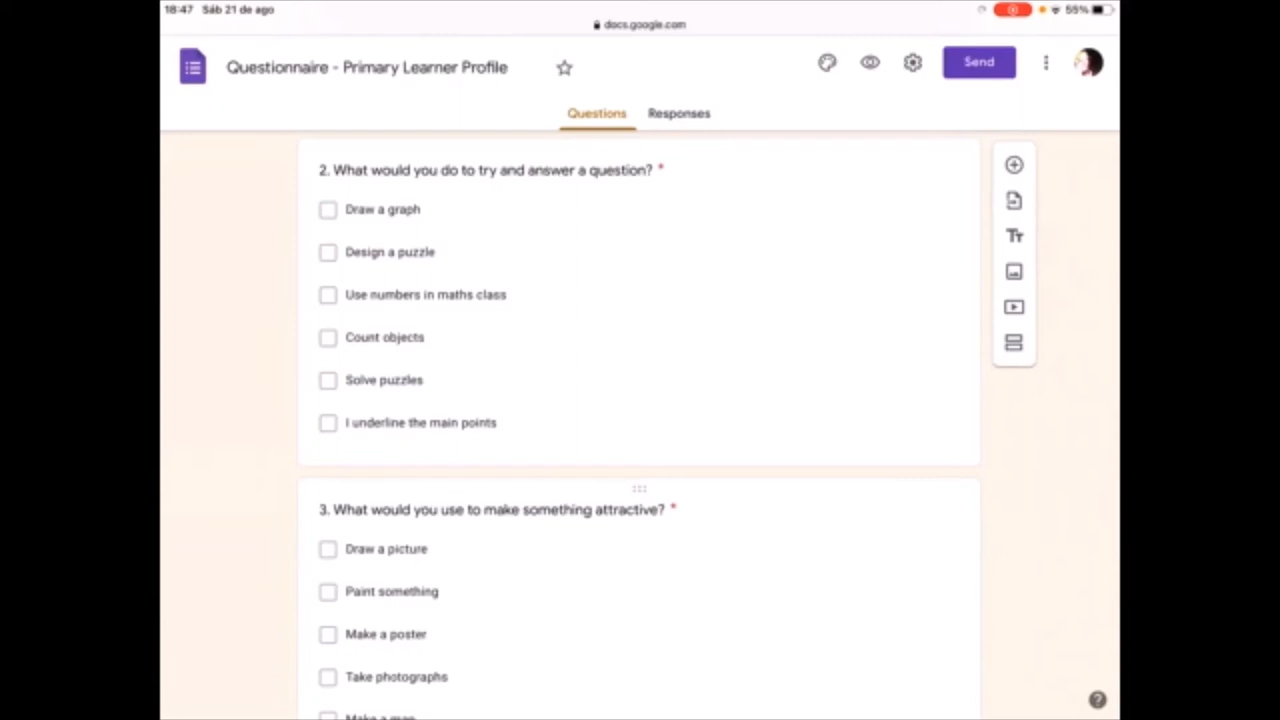 18:47 Sáb 21 de ago
55%
docs.google.com
Questionnaire - Primary Learner Profile
Send
Questions Responses
2. What would you do to try and answer a question? *
Draw a graph
Design a puzzle
Use numbers in maths class
Count objects
Solve puzzles
I underline the main points
3. What would you use to make something attractive? *
Draw a picture
Paint something
Make a poster
Take photographs
Make a map